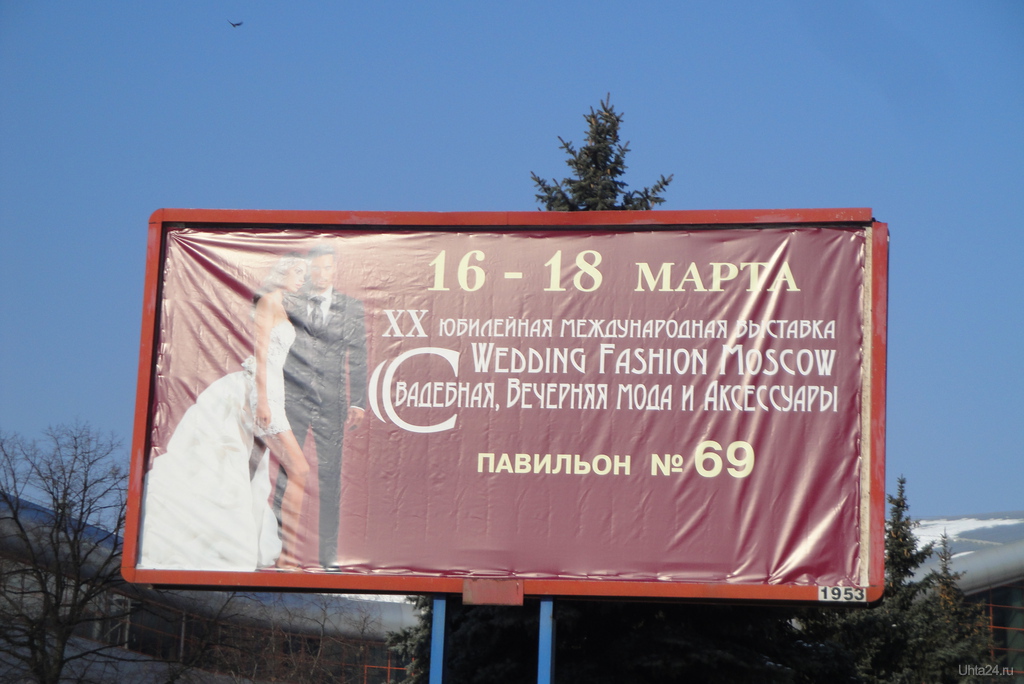 16 - 18 МАРТА
XX ЮБИЛЕЙНАЯ МЕЖДУНАРОДНАЯ ВЫСТАВКА
WEDDING FASHION MOSCOW
СВАДЕБНАЯ, ВЕЧЕРНЯЯ МОДА И АКСЕССУАРЫ
ПАВИЛЬОН № 69
1953
Uhta24.ru